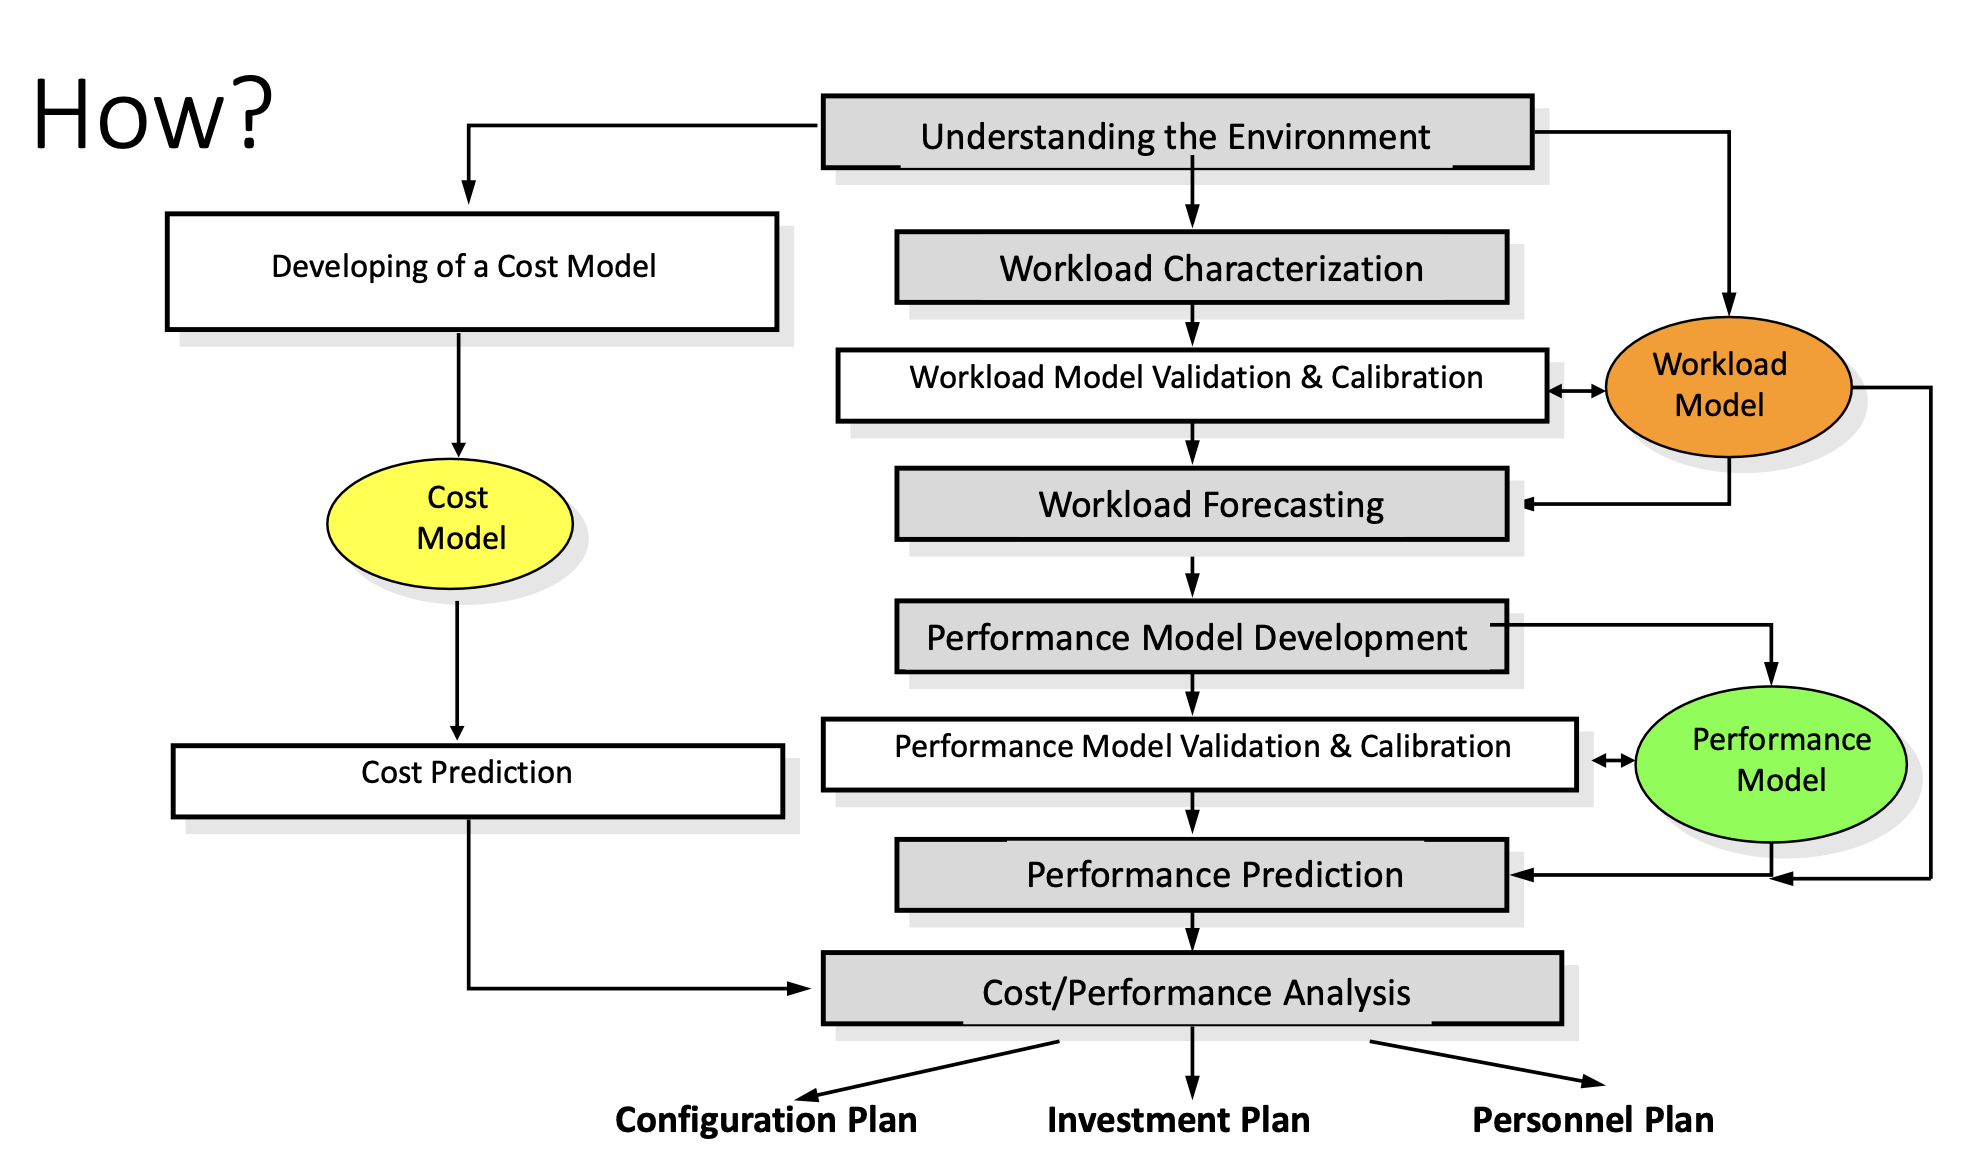 How?
Understanding the Environment
Developing of a Cost Model
Workload Characterization
Workload Model Validation & Calibration
Workload
Model
Cost
Model
Workload Forecasting
Performance Model Development
Performance Model Validation & Calibration
Performance
Model
Cost Prediction
Performance Prediction
Cost/Performance Analysis
Configuration Plan
Investment Plan
Personnel Plan